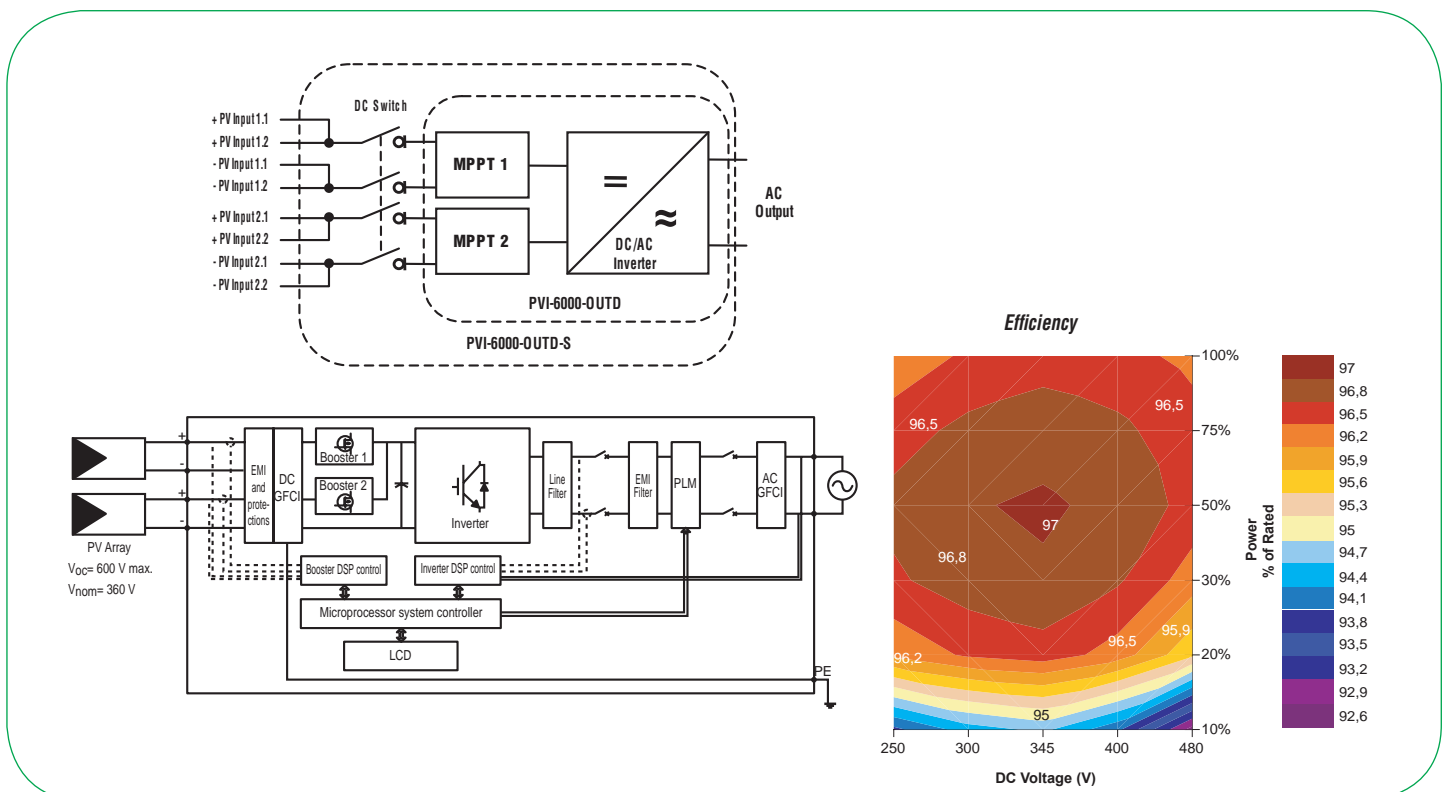 DC Switch
+ PV Input 1.1
+ PV Input 1.2
- PV Input 1.1
- PV Input 1.2
+ PV Input 2.1
+ PV Input 2.2
- PV Input 2.1
- PV Input 2.2
MPPT 1
MPPT 2
=
≈
DC/AC
Inverter
AC
Output
PVI-6000-OUTD
PVI-6000-OUTD-S
+
-
+
-
PV Array
Voc= 600 V max.
Vnom= 360 V
EMI
and
prote-
ctions
DC
GFCI
Booster 1
Booster 2
Inverter
Line
Filter
EMI
Filter
PLM
AC
GFCI
Booster DSP control
Inverter DSP control
Microprocessor system controller
LCD
PE
Efficiency
96,5
96,5
97
96,8
96,5
95,9
96,2
95
100%
75%
50%
30%
20%
10%
250
300
345
400
480
DC Voltage (V)
Power
% of Rated
97
96,8
96,5
96,2
95,9
95,6
95,3
95
94,7
94,4
94,1
93,8
93,5
93,2
92,9
92,6